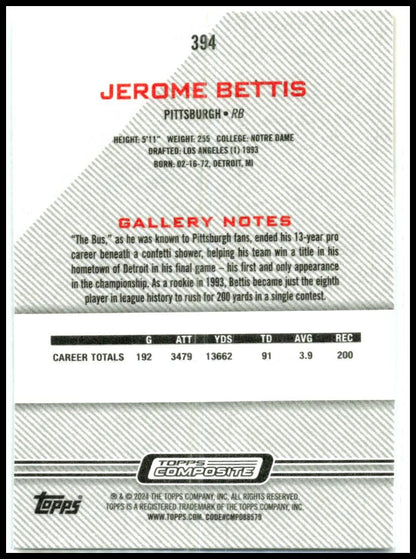 394
JEROME BETTIS
PITTSBURGH • RB
HEIGHT: 5'11" WEIGHT: 255 COLLEGE: NOTRE DAME
DRAFTED: LOS ANGELES (1) 1993
BORN: 02-16-72, DETROIT, MI
GALLERY NOTES
"The Bus," as he was known to Pittsburgh fans, ended his 13-year pro
career beneath a confetti shower, helping his team win a title in his
hometown of Detroit in his final game – his first and only appearance
in the championship. As a rookie in 1993, Bettis became just the eighth
player in league history to rush for 200 yards in a single contest.
G ATT YDS TD AVG REC
CAREER TOTALS 192 3479 13662 91 3.9 200
TOPPS
COMPOSITE
topps
® & © 2024 THE TOPPS COMPANY, INC. ALL RIGHTS RESERVED.
TOPPS IS A REGISTERED TRADEMARK OF THE TOPPS COMPANY, INC.
WWW.TOPPS.COM. CODE#CMP088579